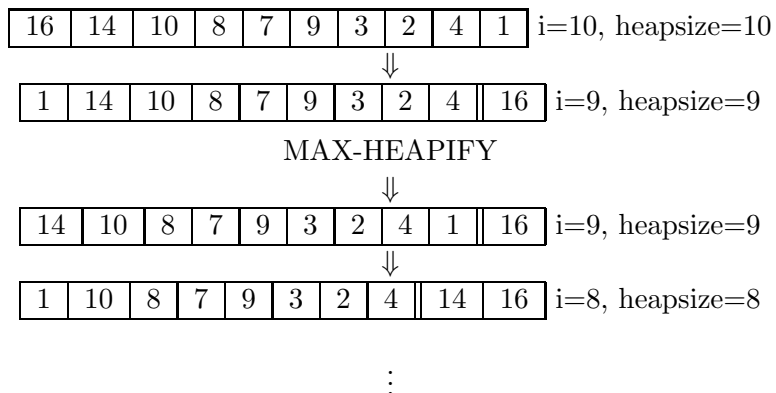 16 14 10 8 7 9 3 2 4 1 i=10, heapsize=10
⇓
1 14 10 8 7 9 3 2 4 16 i=9, heapsize=9
MAX-HEAPIFY
⇓
14 10 8 7 9 3 2 4 1 16 i=9, heapsize=9
⇓
1 10 8 7 9 3 2 4 14 16 i=8, heapsize=8
⋮